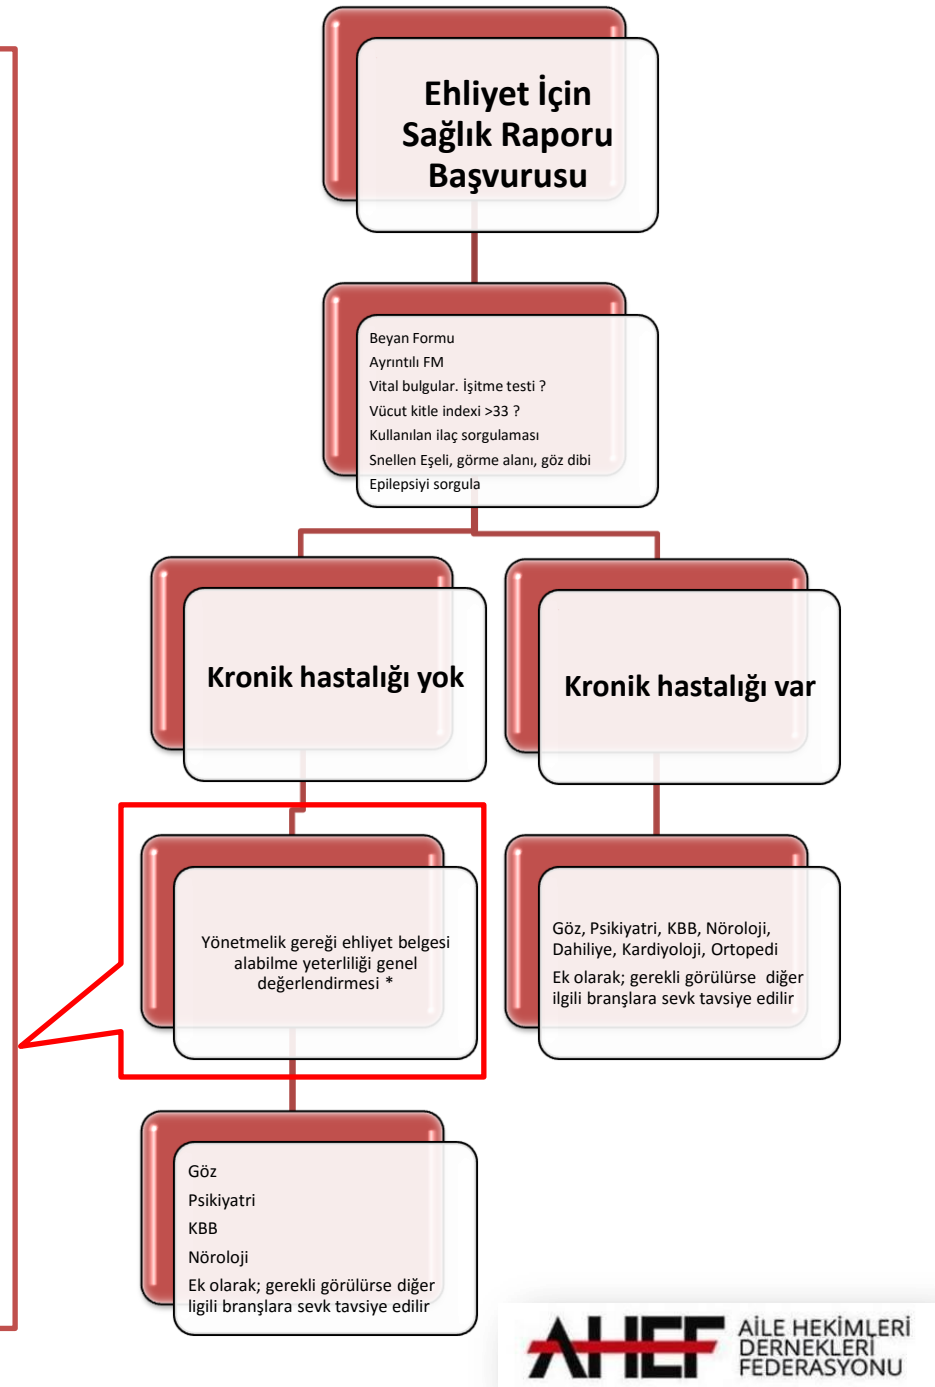 Ehliyet İçin
Sağlık Raporu
Başvurusu
Beyan Formu
Ayrıntılı FM
Vital bulgular. İşitme testi ?
Vücut kitle indexi >33 ?
Kullanılan ilaç sorgulaması
Snellen Eşeli, görme alanı, göz dibi
Epilepsiyi sorgula
Kronik hastalığı yok
Kronik hastalığı var
Yönetmelik gereği ehliyet belgesi
alabilme yeterliliği genel
değerlendirmesi *
Göz, Psikiyatri, KBB, Nöroloji,
Dahiliye, Kardiyoloji, Ortopedi
Ek olarak; gerekli görülürse diğer
ilgili branşlara sevk tavsiye edilir
Göz
Psikiyatri
KBB
Nöroloji
Ek olarak; gerekli görülürse diğer
ligili branşlara sevk tavsiye edilir
AHEF
AİLE HEKİMLERİ
DERNEKLERİ
FEDERASYONU